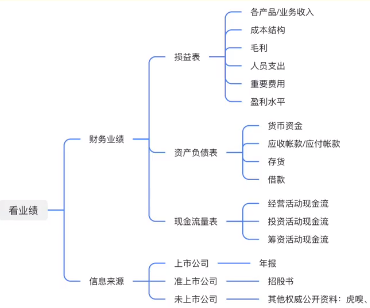 看业绩
财务业绩
损益表
各产品/业务收入
成本结构
毛利
人员支出
重要费用
盈利水平
资产负债表
货币资金
应收帐款/应付帐款
存货
借款
现金流量表
经营活动现金流
投资活动现金流
筹资活动现金流
信息来源
上市公司
年报
准上市公司
招股书
未上市公司
其他权威公开资料：虎嗅、